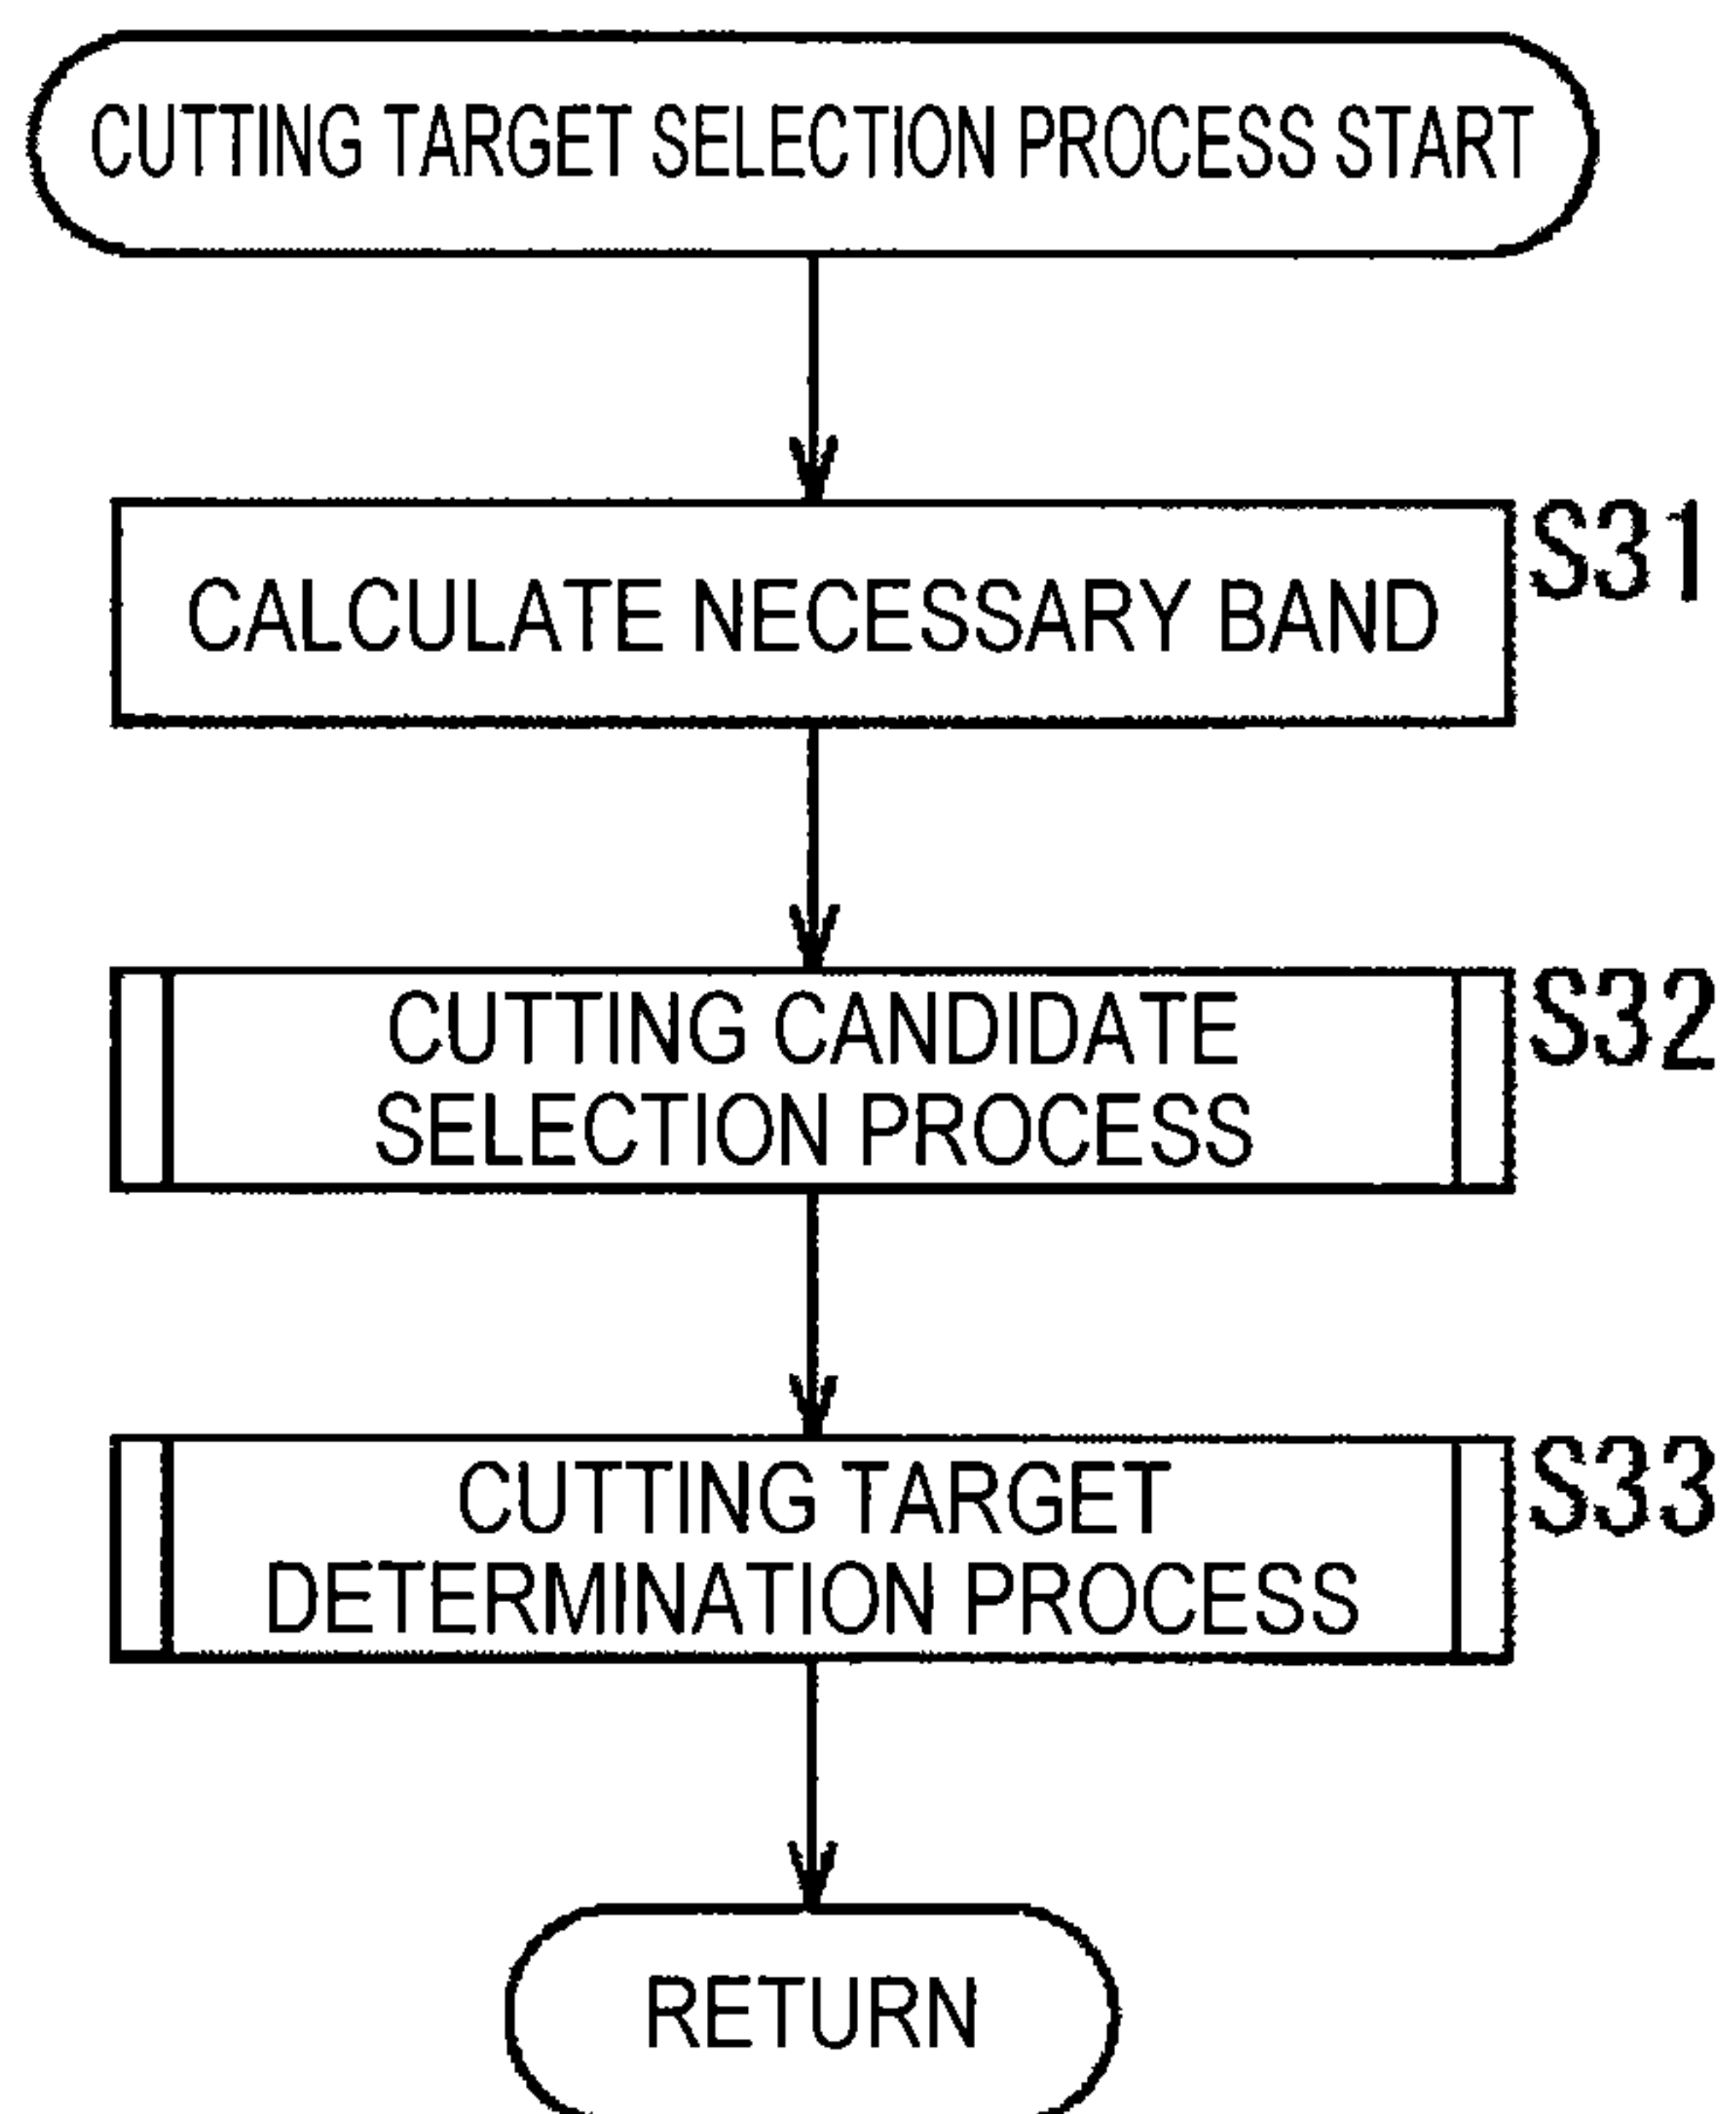 CUTTING TARGET SELECTION PROCESS START
S31
CALCULATE NECESSARY BAND
S32
CUTTING CANDIDATE
SELECTION PROCESS
S33
CUTTING TARGET
DETERMINATION PROCESS
RETURN